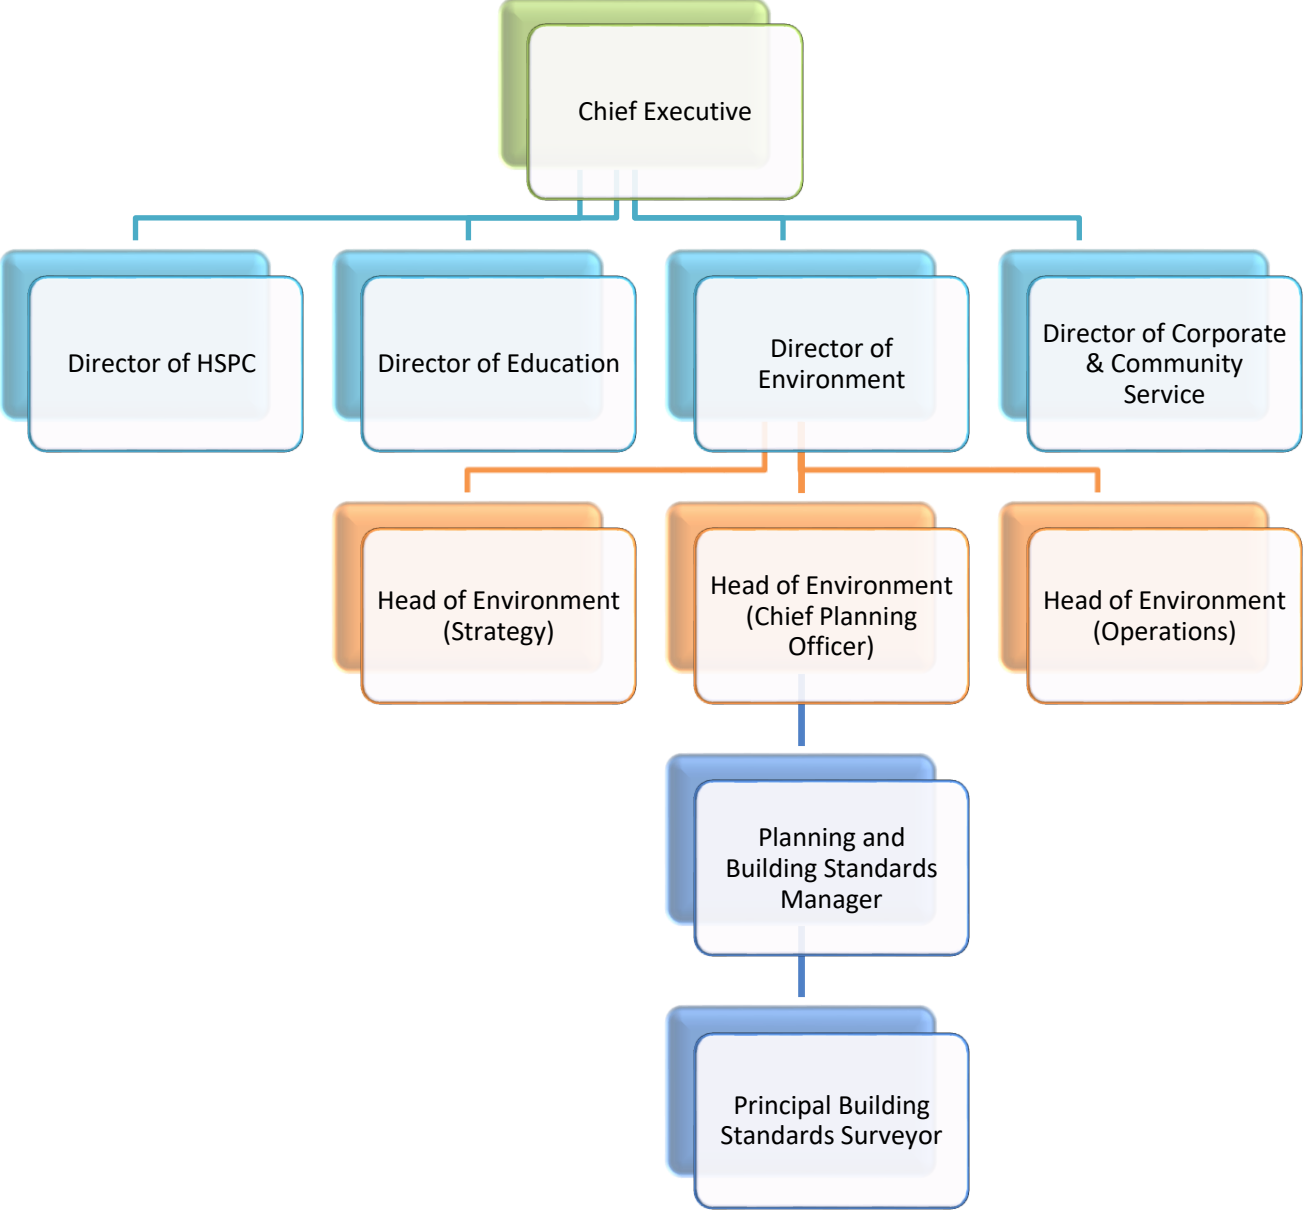 Chief Executive
Director of HSPC
Director of Education
Director of
Environment
Director of Corporate
& Community
Service
Head of Environment
(Strategy)
Head of Environment
(Chief Planning
Officer)
Head of Environment
(Operations)
Planning and
Building Standards
Manager
Principal Building
Standards Surveyor